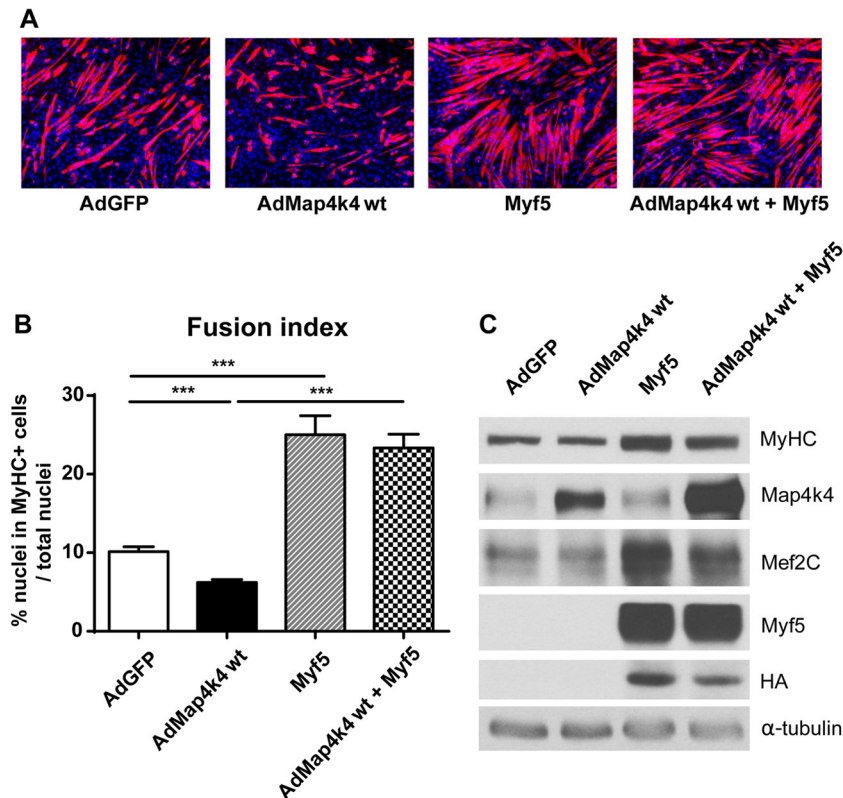 A
AdGFP
AdMap4k4 wt
Myf5
AdMap4k4 wt + Myf5
B
Fusion index
***
***
***
% nuclei in MyHC+ cells
/ total nuclei
30
20
10
0
AdGFP
AdMap4k4 wt
Myf5
AdMap4k4 wt + Myf5
C
AdGFP
AdMap4k4 wt
Myf5
AdMap4k4 wt + Myf5
MyHC
Map4k4
Mef2C
Myf5
HA
α-tubulin